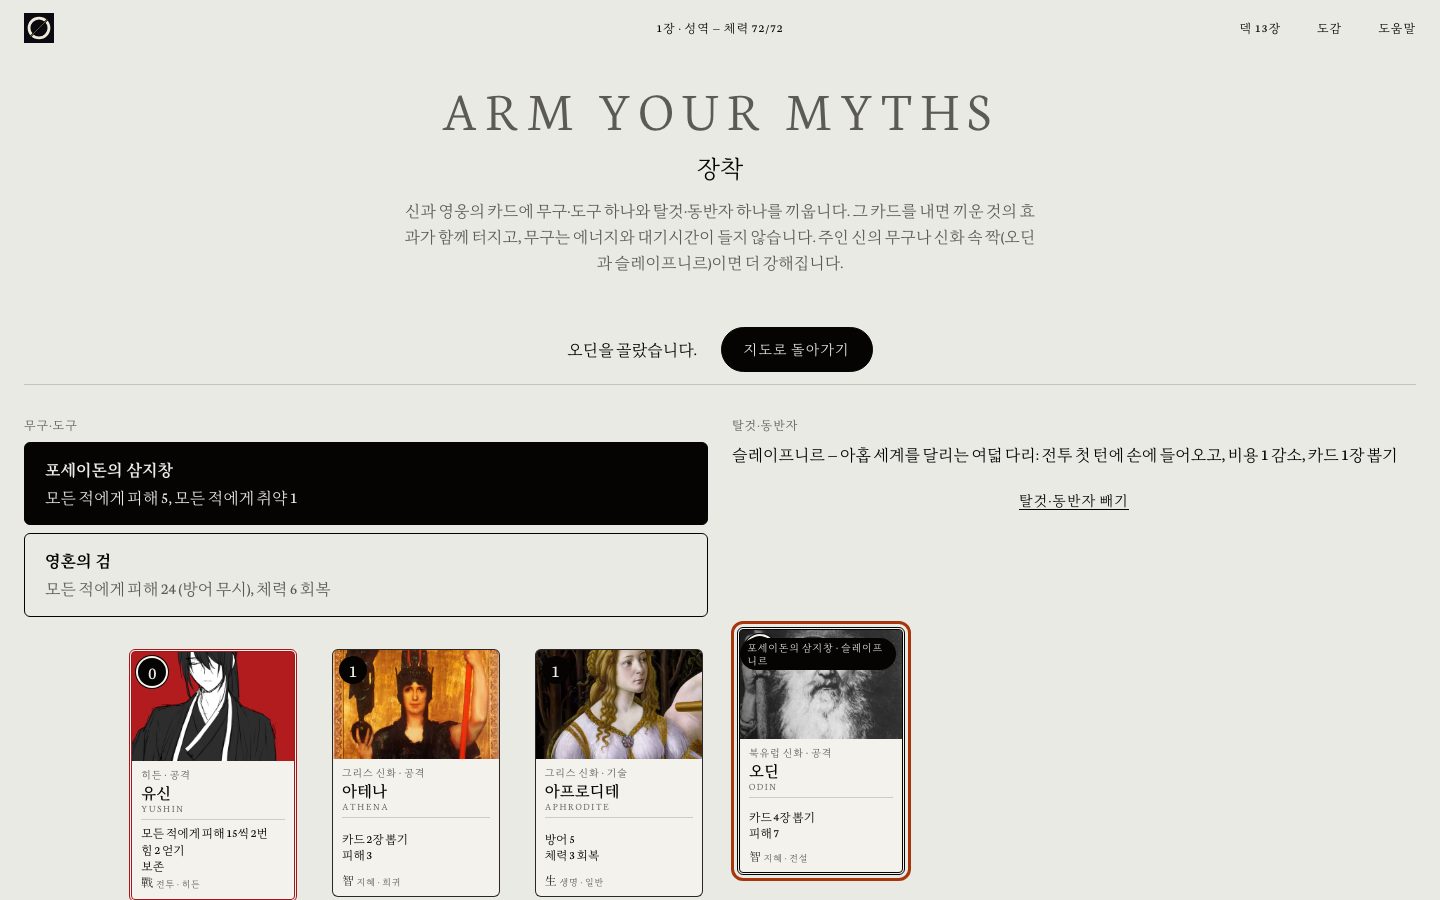 1장 · 성역 – 체력 72/72
덱 13장
도감
도움말
ARM YOUR MYTHS
장착
신과 영웅의 카드에 무구·도구 하나와 탈것·동반자 하나를 끼웁니다. 그 카드를 내면 끼운 것의 효
과가 함께 터지고, 무구는 에너지와 대기시간이 들지 않습니다. 주인 신의 무구나 신화 속 짝(오딘
과 슬레이프니르)이면 더 강해집니다.
오딘을 골랐습니다.
지도로 돌아가기
무구·도구
포세이돈의 삼지창
모든 적에게 피해 5, 모든 적에게 취약 1
영혼의 검
모든 적에게 피해 24 (방어 무시), 체력 6 회복
탈것·동반자
슬레이프니르 – 아홉 세계를 달리는 여덟 다리: 전투 첫 턴에 손에 들어오고, 비용 1 감소, 카드 1장 뽑기
탈것·동반자 빼기
0
히든 · 공격
유신
YUSHIN
모든 적에게 피해 15씩 2번
힘 2 얻기
보존
戰 전투 · 히든
1
그리스 신화 · 공격
아테나
ATHENA
카드 2장 뽑기
피해 3
智 지혜 · 희귀
1
그리스 신화 · 기술
아프로디테
APHRODITE
방어 5
체력 3 회복
生 생명 · 일반
포세이돈의 삼지창 · 슬레이프
니르
북유럽 신화 · 공격
오딘
ODIN
카드 4장 뽑기
피해 7
智 지혜 · 전설